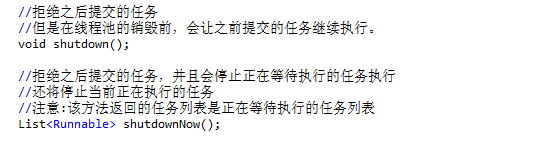 //拒绝之后提交的任务
//但是在线程池的销毁前，会让之前提交的任务继续执行。
void shutdown();
//拒绝之后提交的任务，并且会停止正在等待执行的任务执行
//还将停止当前正在执行的任务
//注意:该方法返回的任务列表是正在等待执行的任务列表
List<Runnable> shutdownNow();